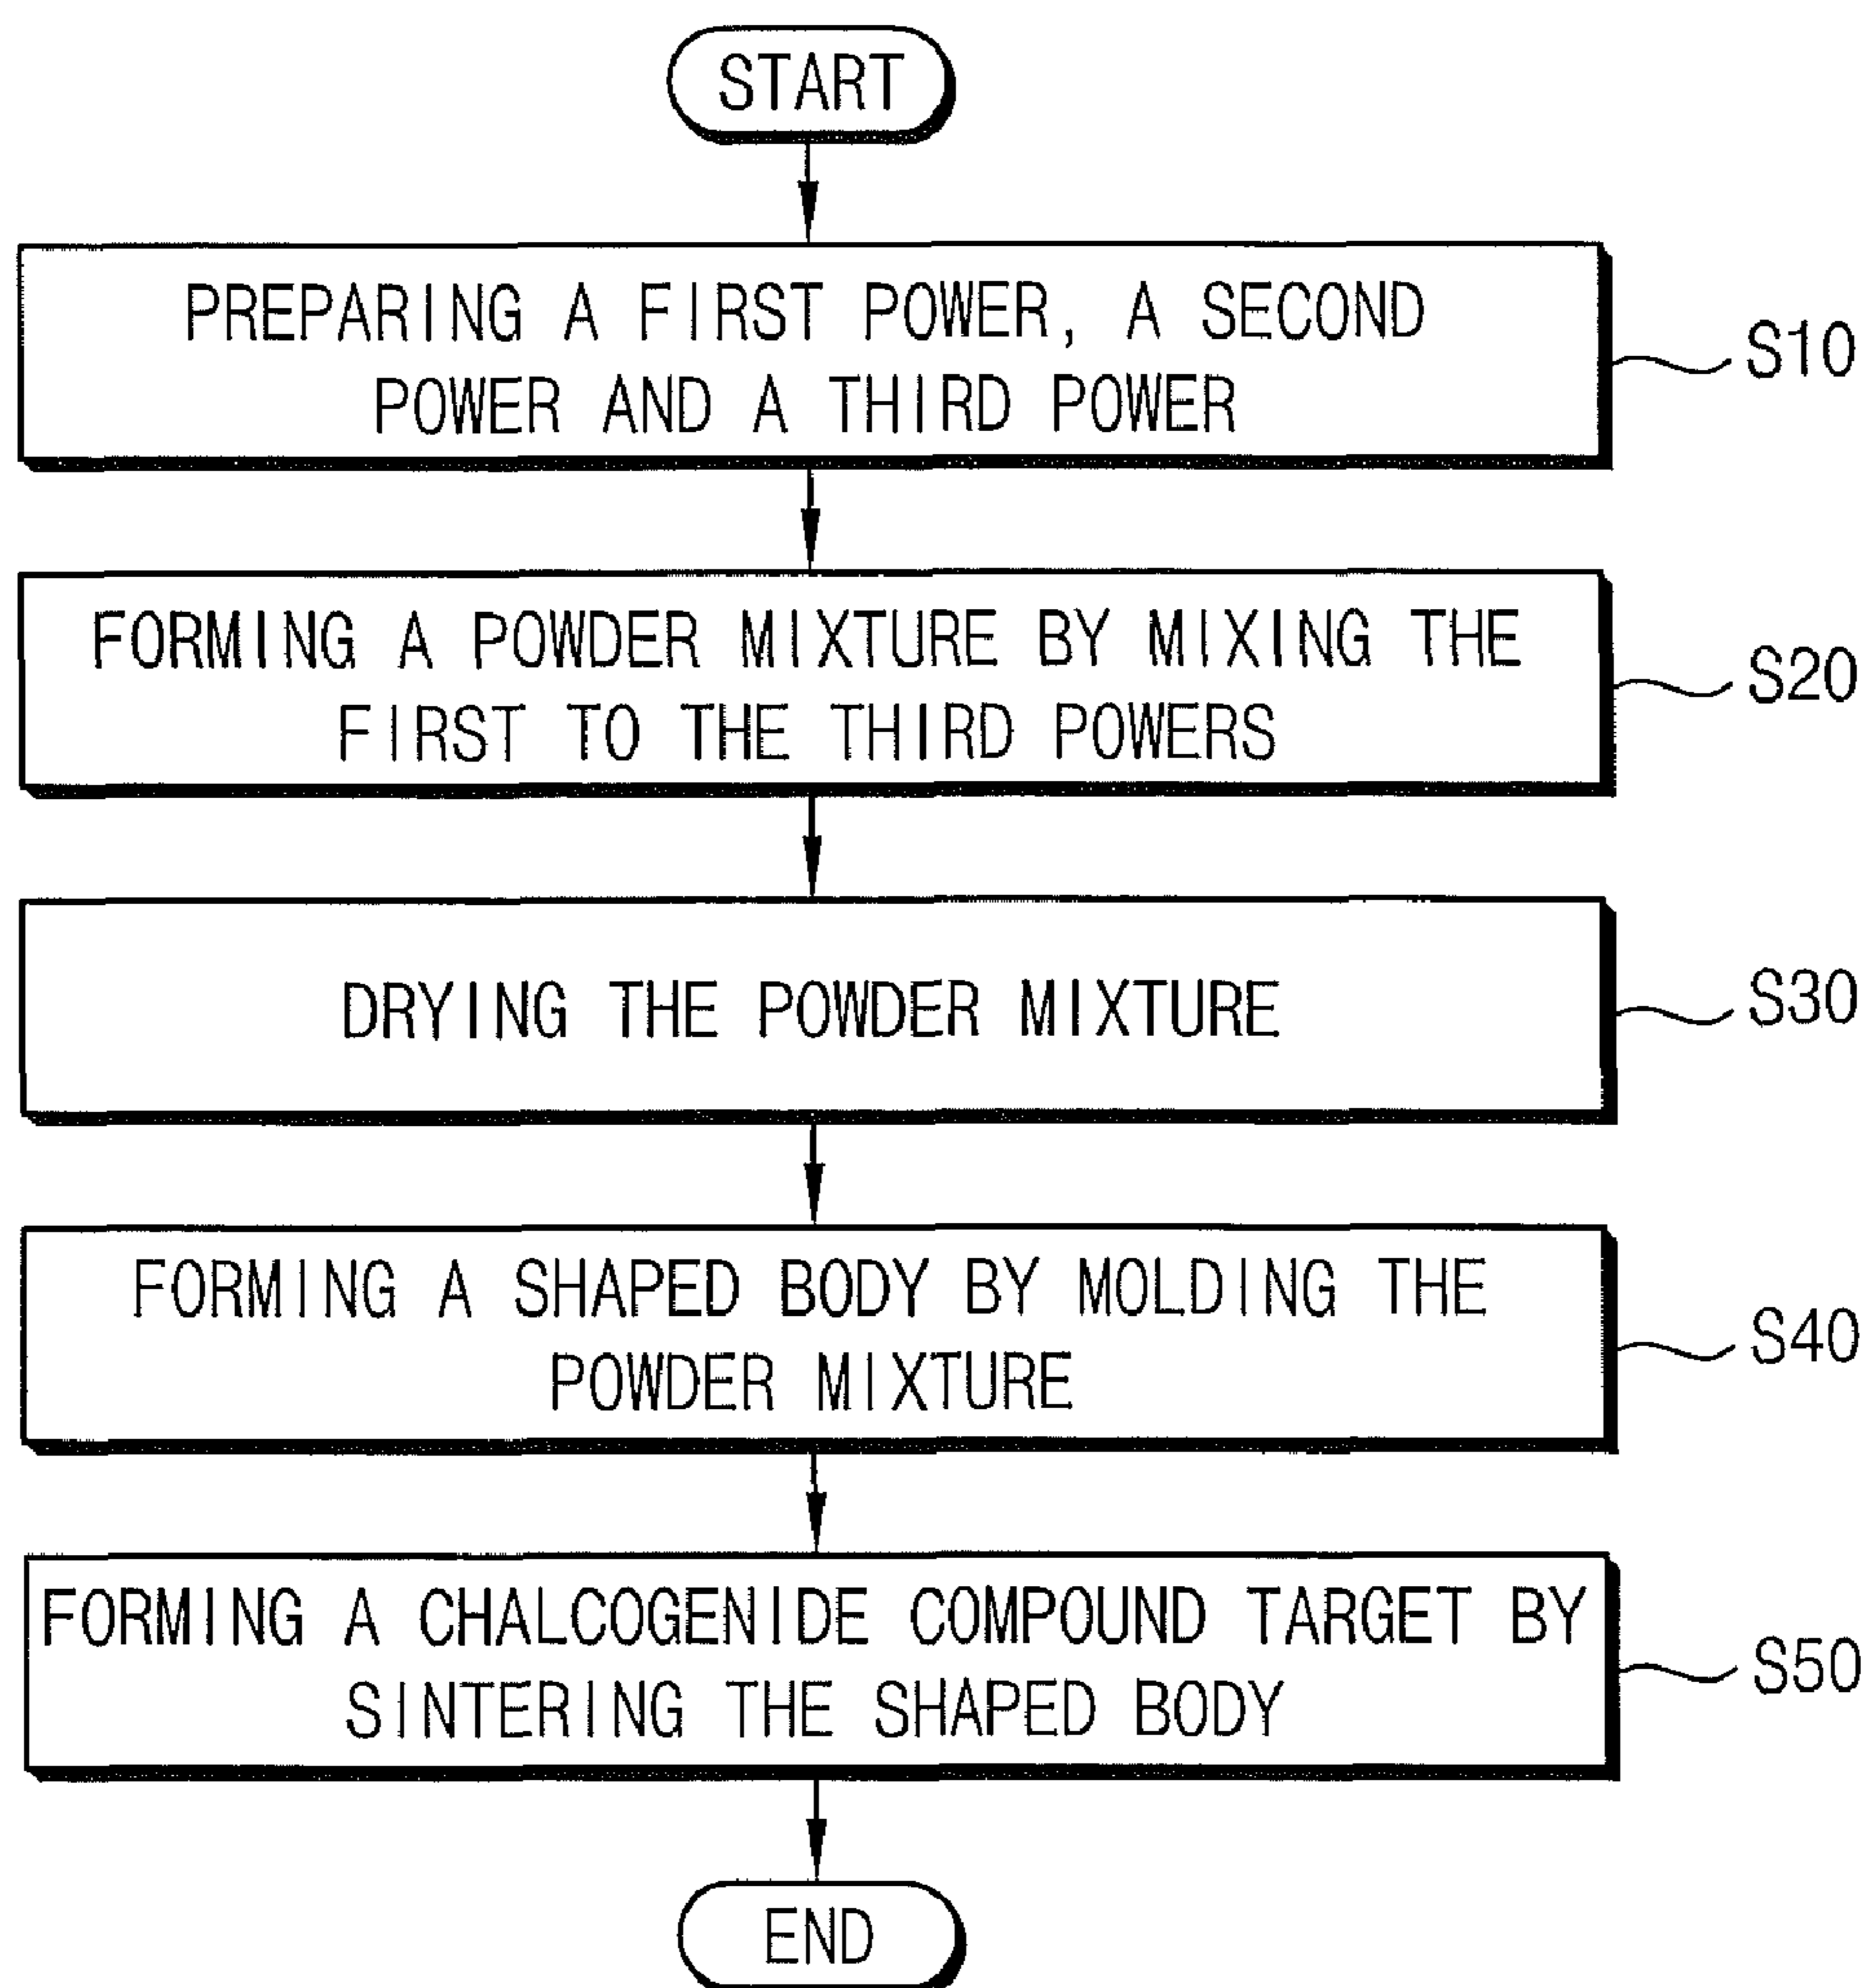 START
PREPARING A FIRST POWER, A SECOND
POWER AND A THIRD POWER
S10
FORMING A POWDER MIXTURE BY MIXING THE
FIRST TO THE THIRD POWERS
S20
DRYING THE POWDER MIXTURE
S30
FORMING A SHAPED BODY BY MOLDING THE
POWDER MIXTURE
S40
FORMING A CHALCOGENIDE COMPOUND TARGET BY
SINTERING THE SHAPED BODY
S50
END